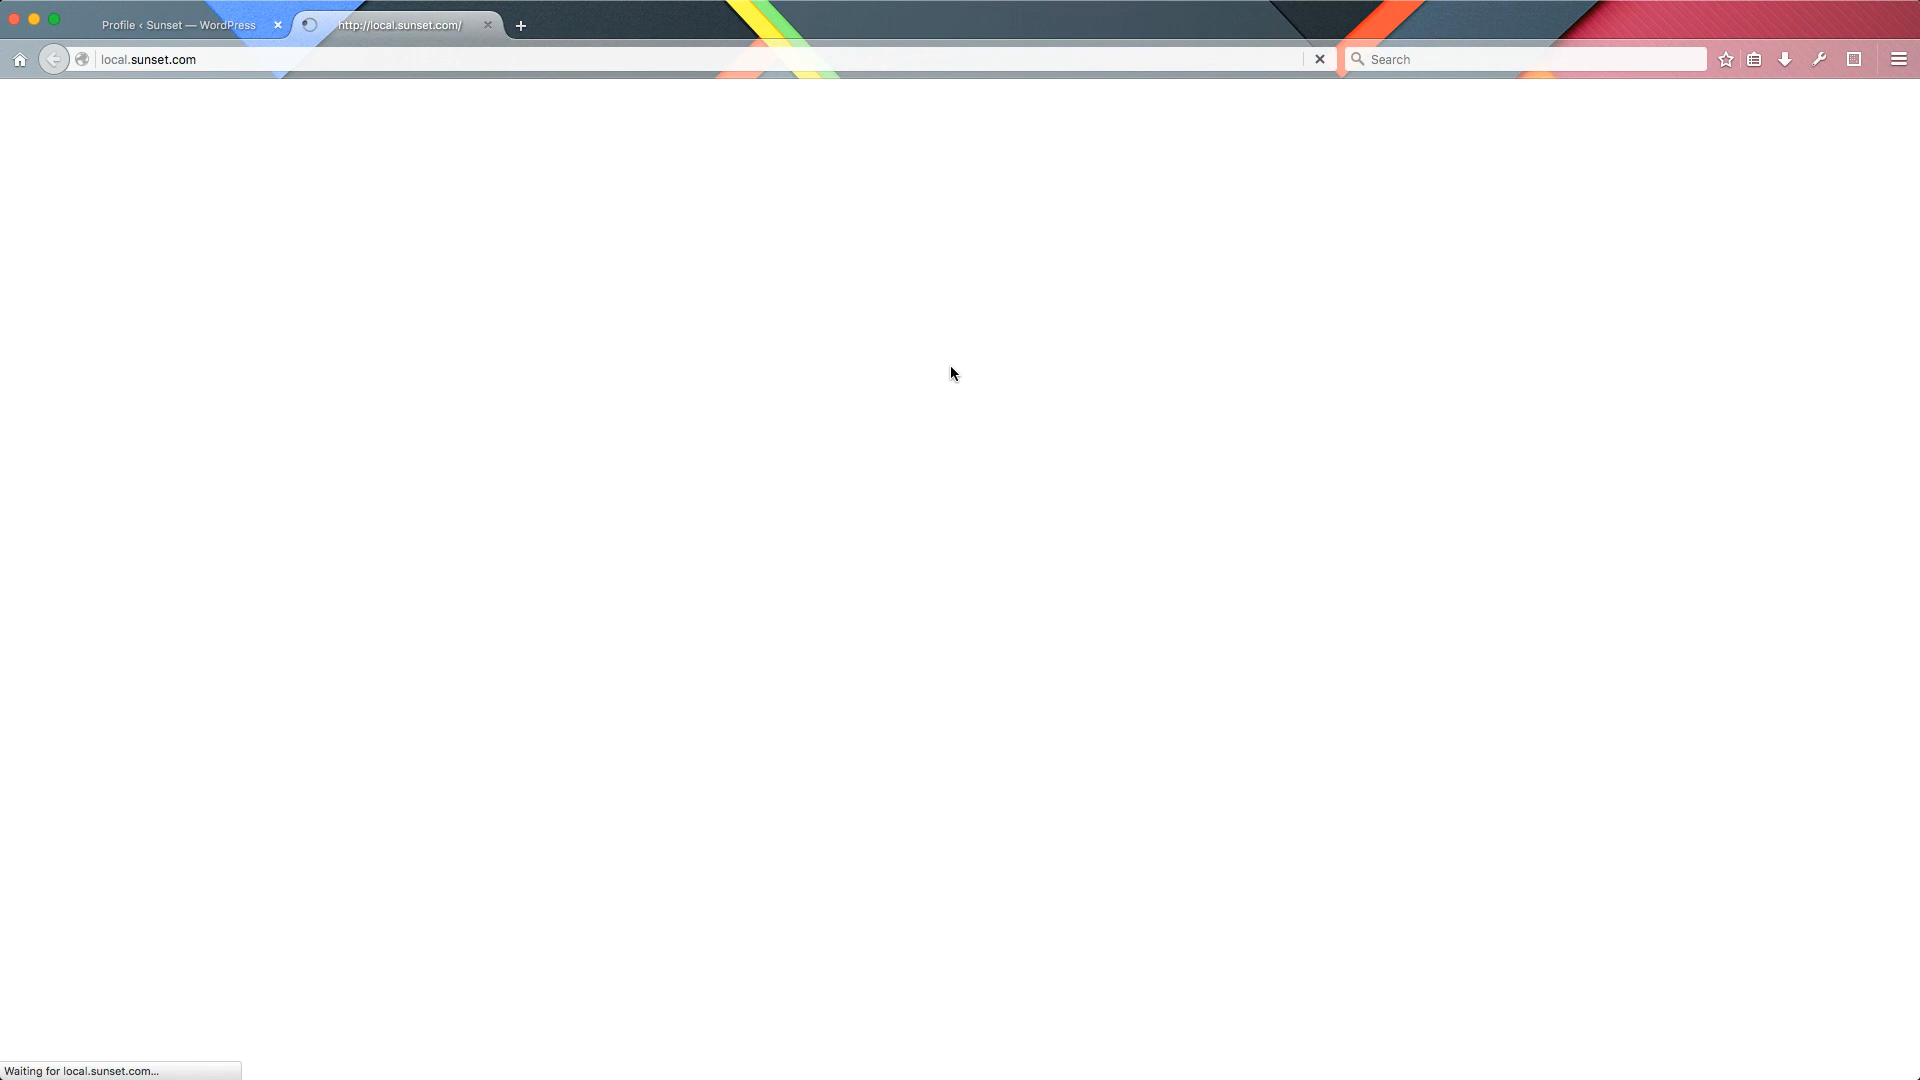 Profile ‹ Sunset — WordPress
http://local.sunset.com/
local.sunset.com
Search
Waiting for local.sunset.com...